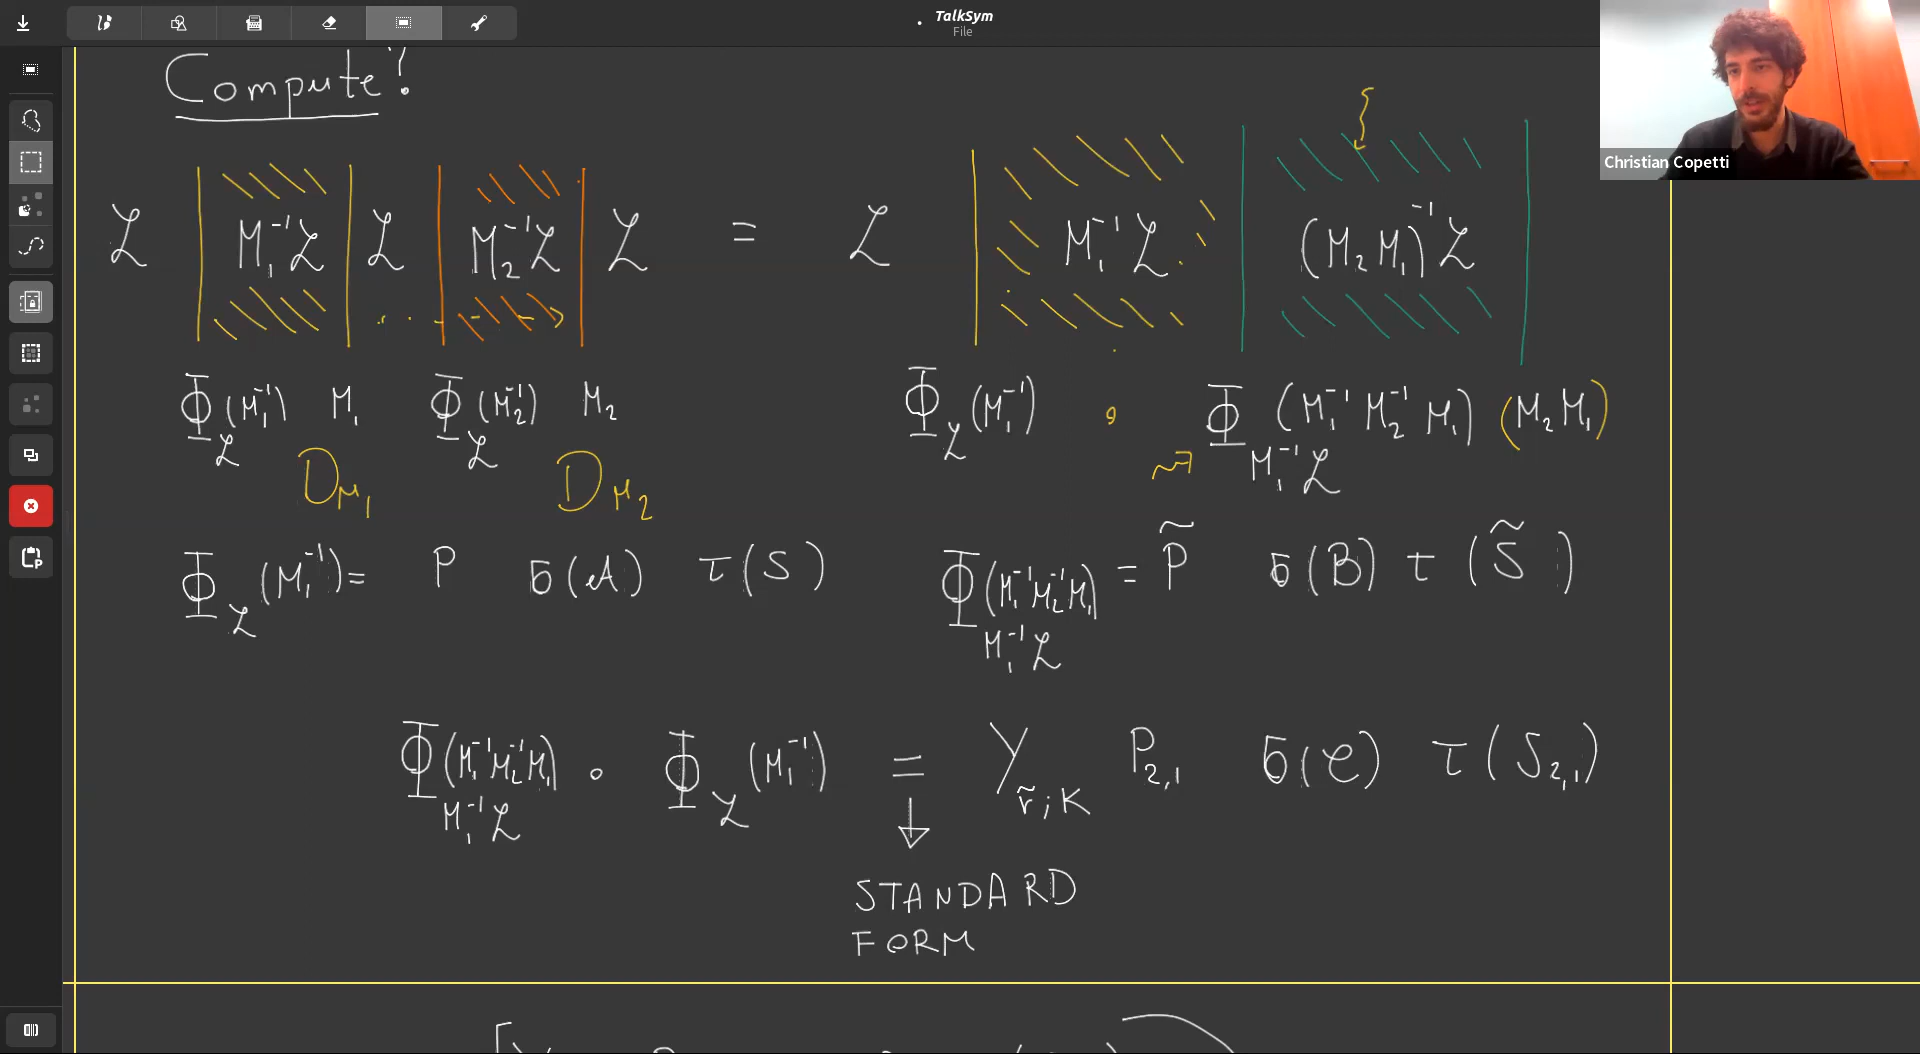 TalkSym
File
Compute?
Christian Copetti
ℒ M₁⁻¹ℒ ℒ M₂⁻¹ℒ ℒ = ℒ M₁⁻¹ℒ (M₂M₁)⁻¹ℒ
Φ_ℒ(M₁⁻¹) M₁ Φ_ℒ(M₂⁻¹) M₂ Φ_ℒ(M₁⁻¹) Φ_{M₁⁻¹ℒ}(M₁⁻¹M₂⁻¹M₁) (M₂M₁)
D_{M₁} D_{M₂}
Φ_ℒ(M₁⁻¹) = P σ(A) τ(S) Φ_{M₁⁻¹ℒ}(M₁⁻¹M₂⁻¹M₁) = P̃ σ(B) τ(S̃)
Φ_{M₁⁻¹ℒ}(M₁⁻¹M₂⁻¹M₁) ∘ Φ_ℒ(M₁⁻¹) = Y_{r̃;K} P_{2,1} σ(C) τ(S_{2,1})
STANDARD
FORM